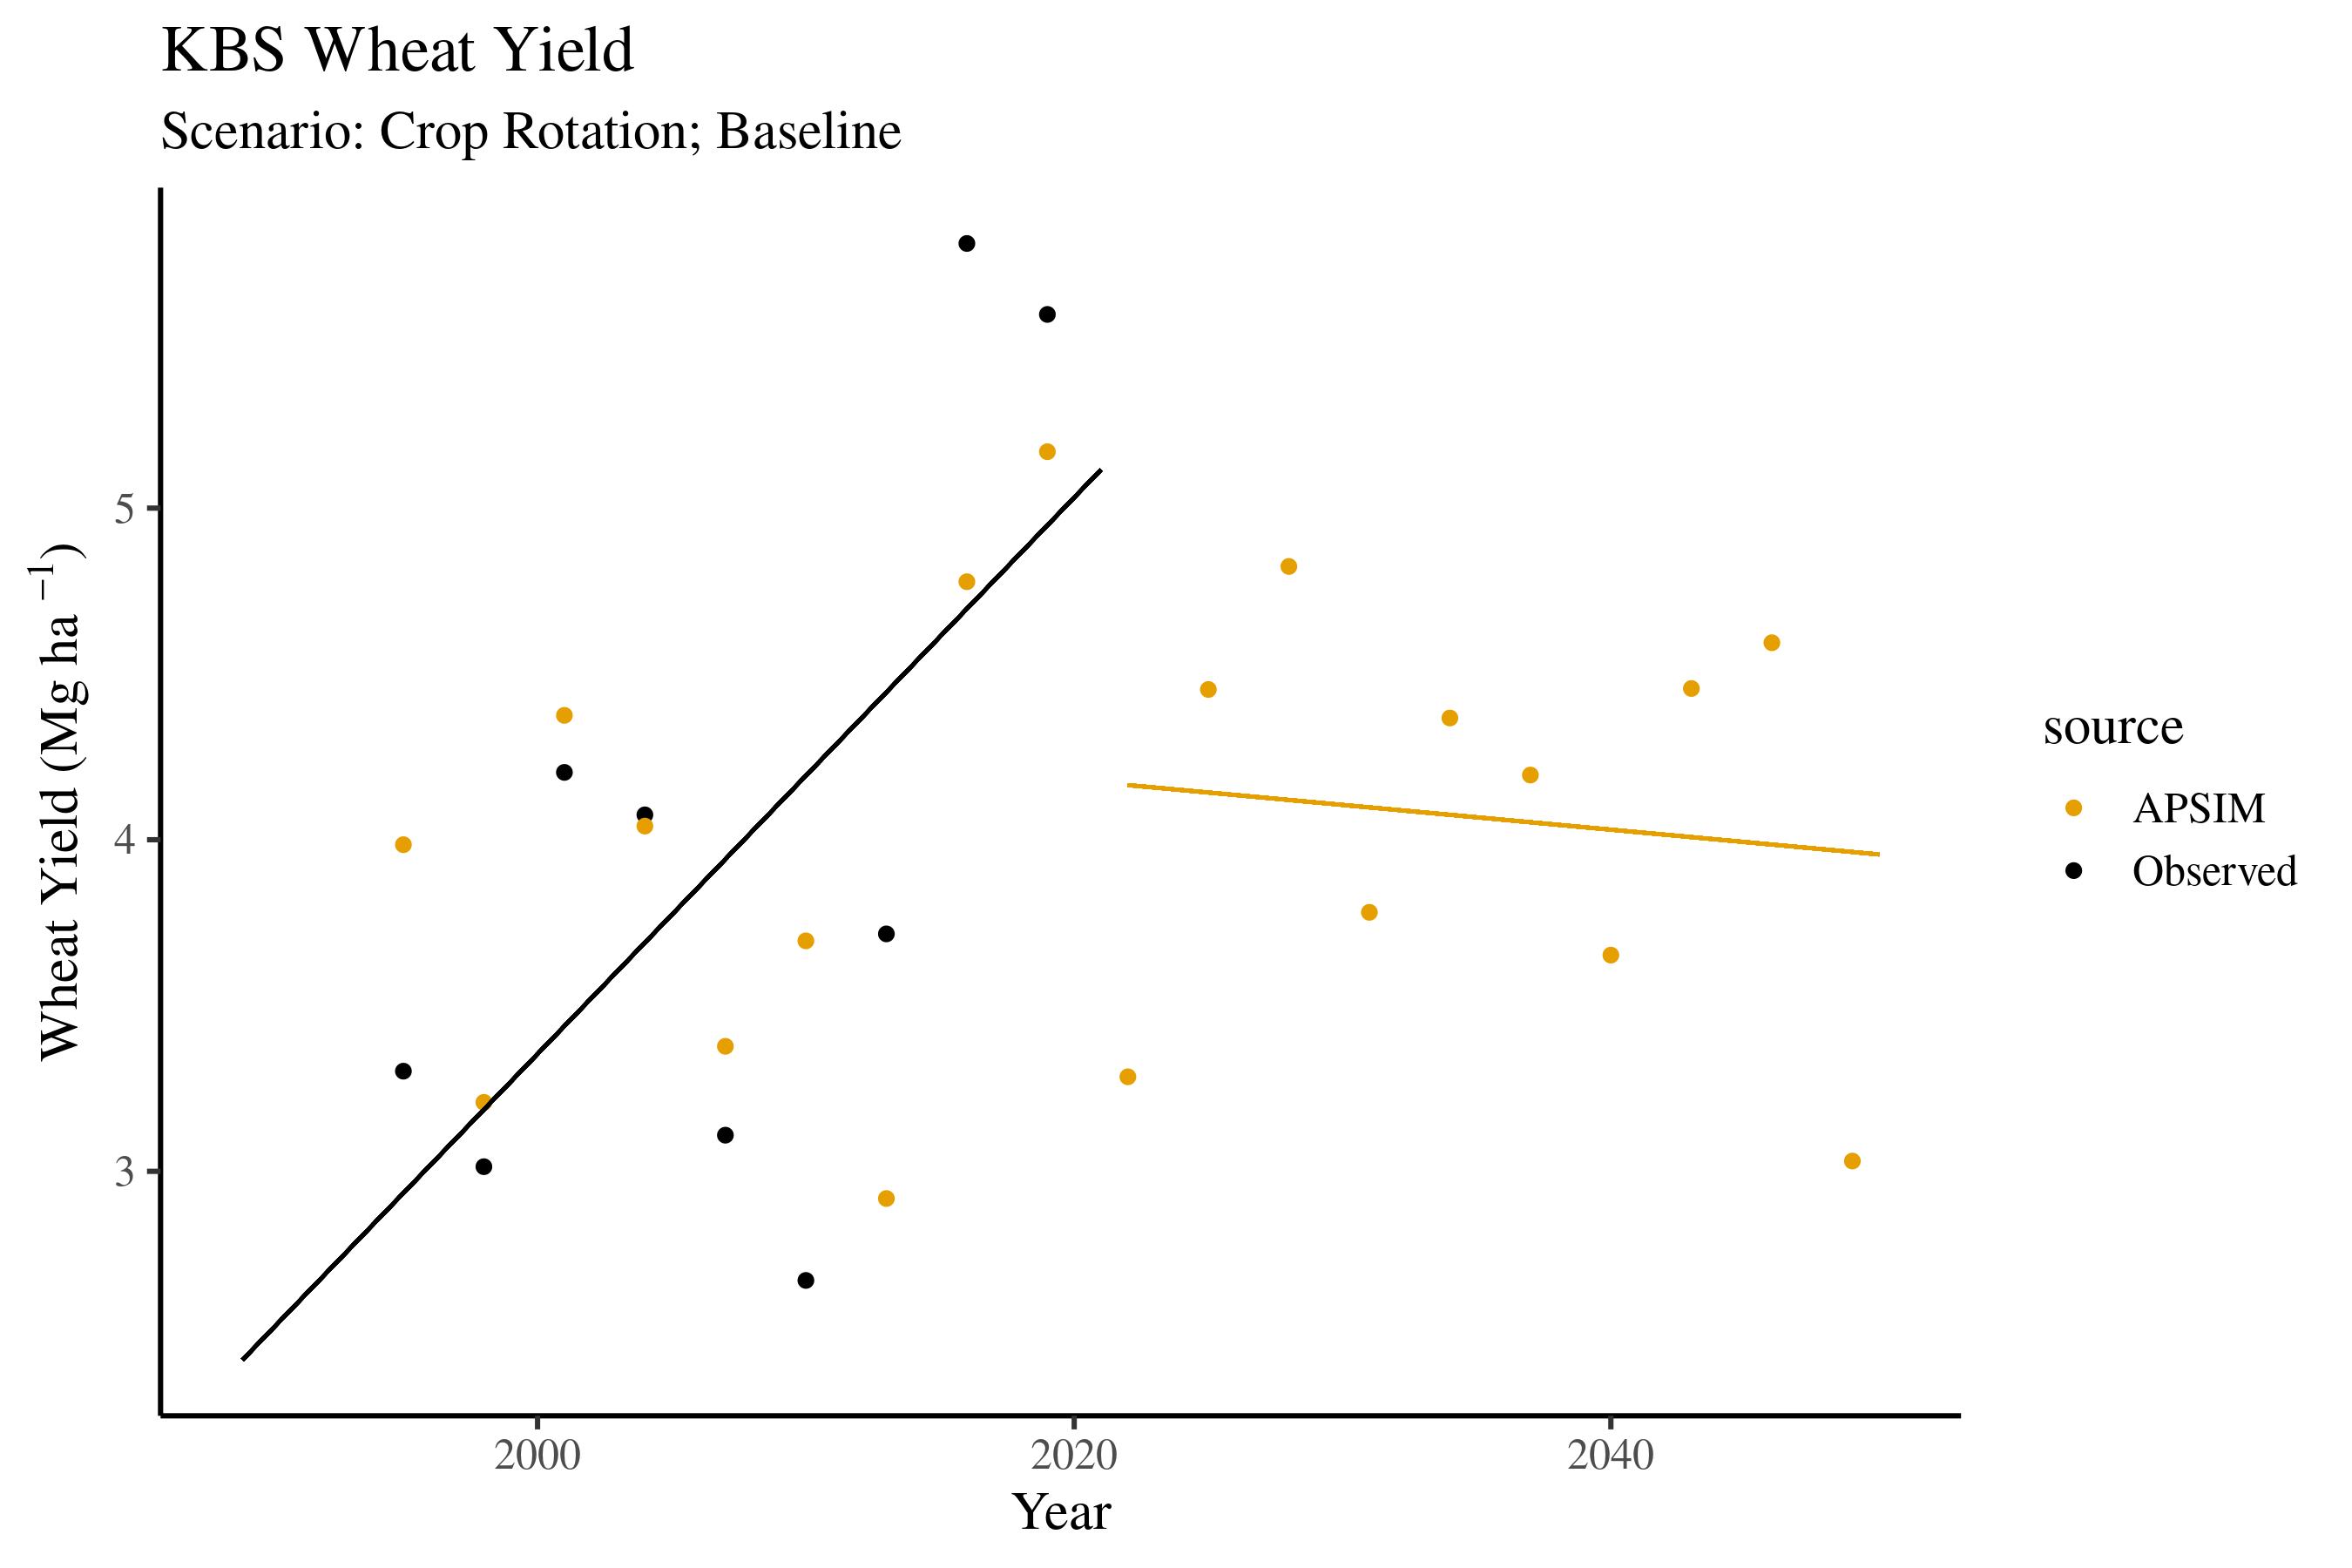 KBS Wheat Yield
Scenario: Crop Rotation; Baseline
Wheat Yield (Mg ha −1)
5
4
3
2000
2020
2040
Year
source
APSIM
Observed